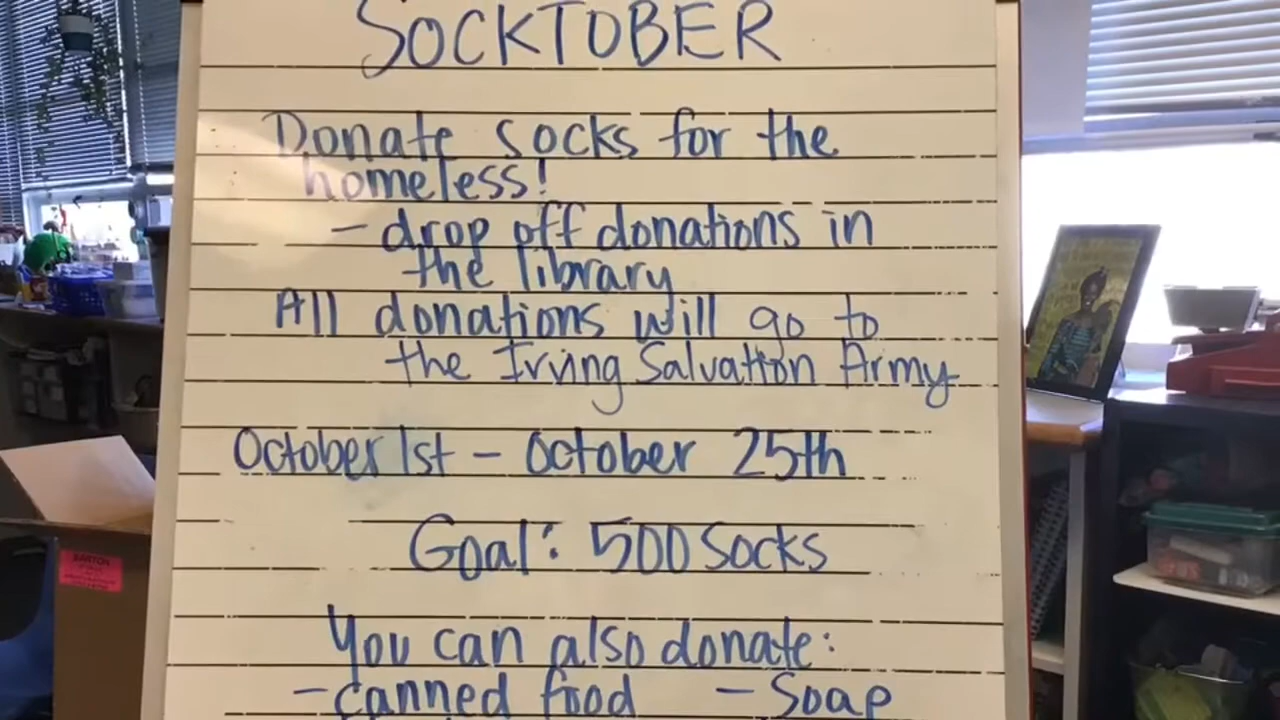 SOCKTOBER
Donate socks for the
homeless!
- drop off donations in
the library
All donations will go to
the Irving Salvation Army
October 1st - October 25th
Goal: 500 Socks
You can also donate:
- canned food - Soap
BARTON